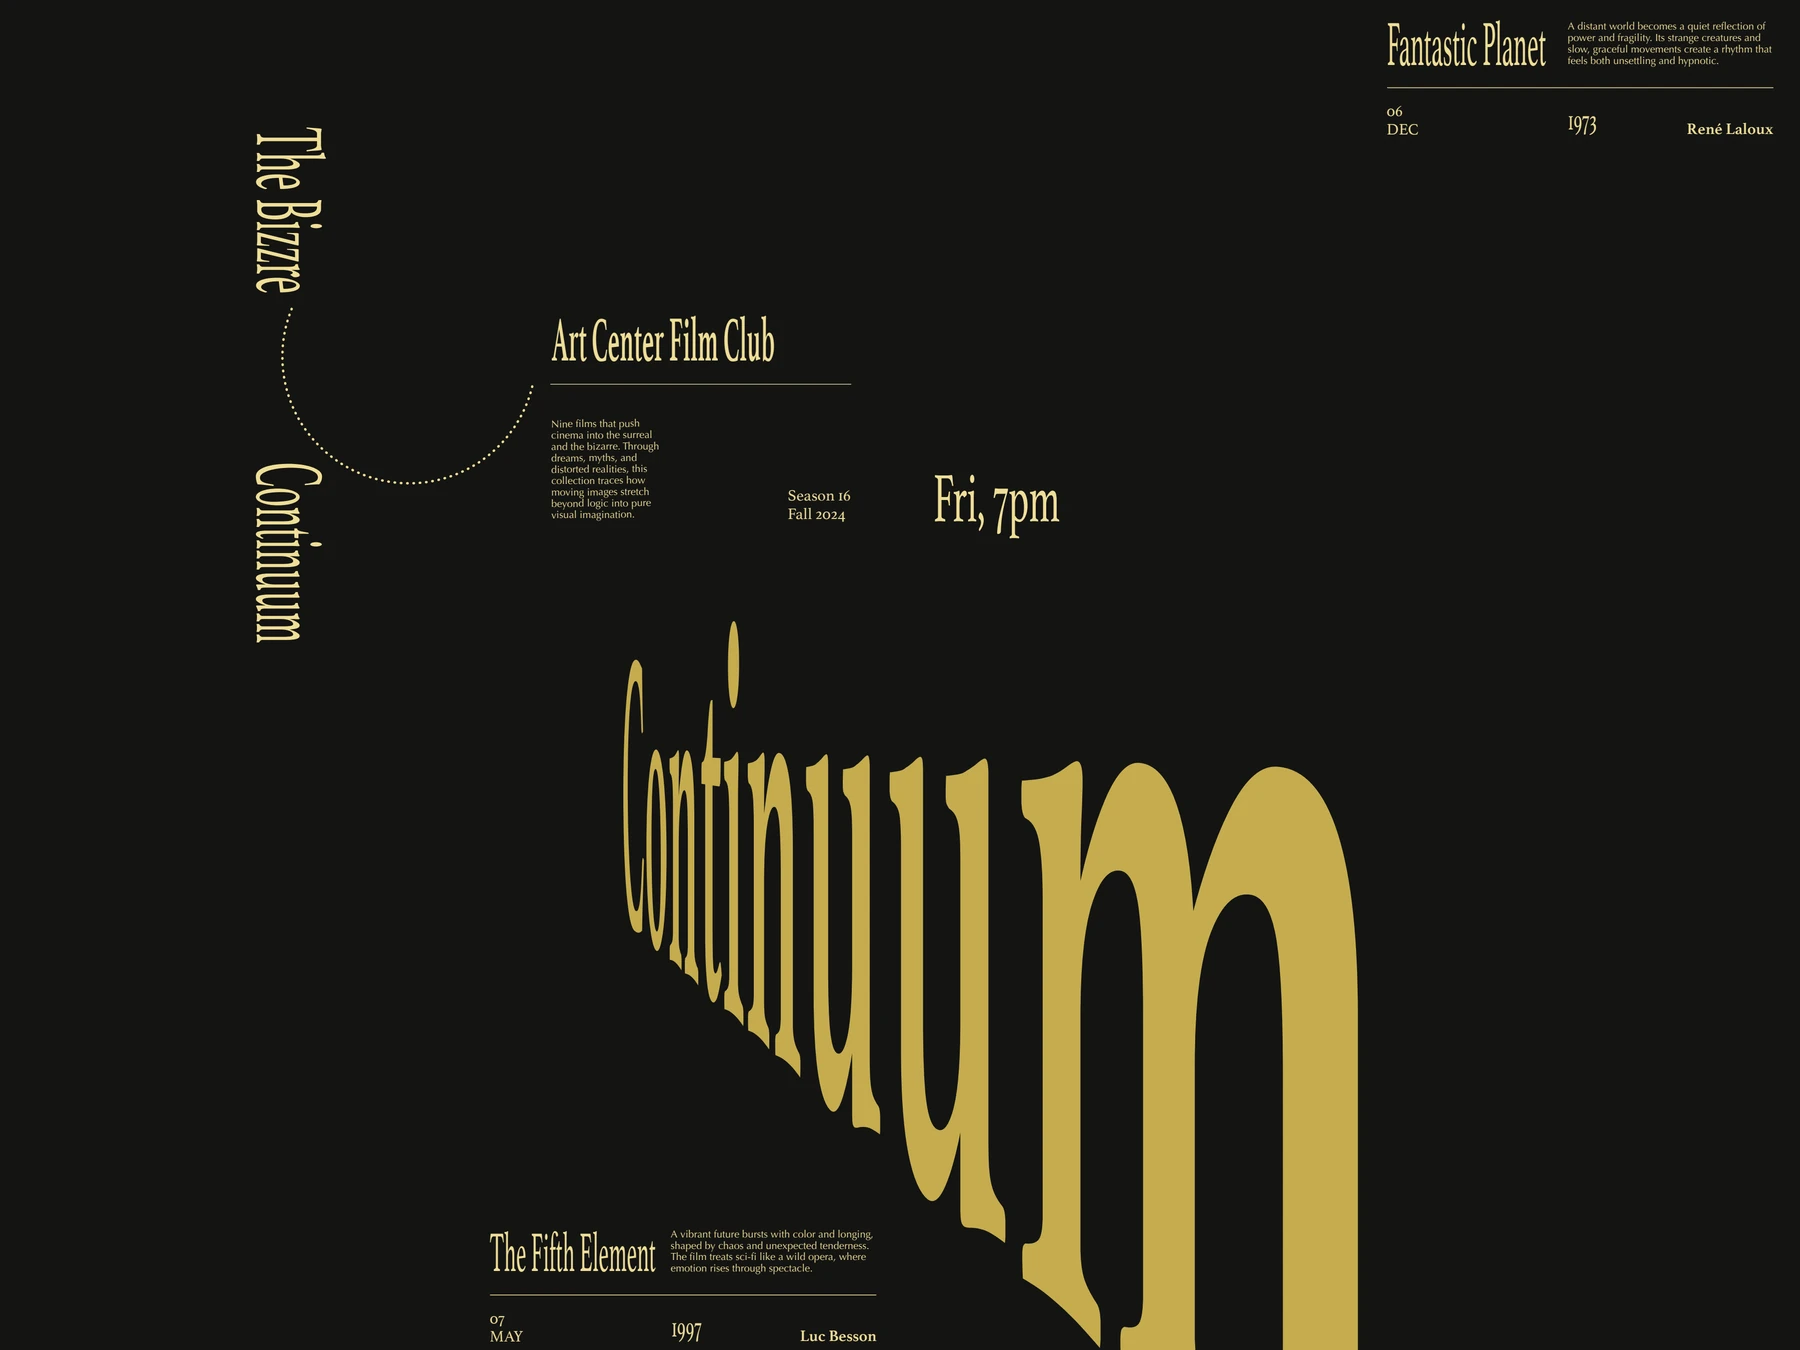 Fantastic Planet
A distant world becomes a quiet reflection of
power and fragility. Its strange creatures and
slow, graceful movements create a rhythm that
feels both unsettling and hypnotic.
06
DEC
1973
René Laloux
The Bizzre
Continuum
Art Center Film Club
Nine films that push
cinema into the surreal
and the bizarre. Through
dreams, myths, and
distorted realities, this
collection traces how
moving images stretch
beyond logic into pure
visual imagination.
Season 16
Fall 2024
Fri, 7pm
Continuum
The Fifth Element
A vibrant future bursts with color and longing,
shaped by chaos and unexpected tenderness.
The film treats sci-fi like a wild opera, where
emotion rises through spectacle.
07
MAY
1997
Luc Besson